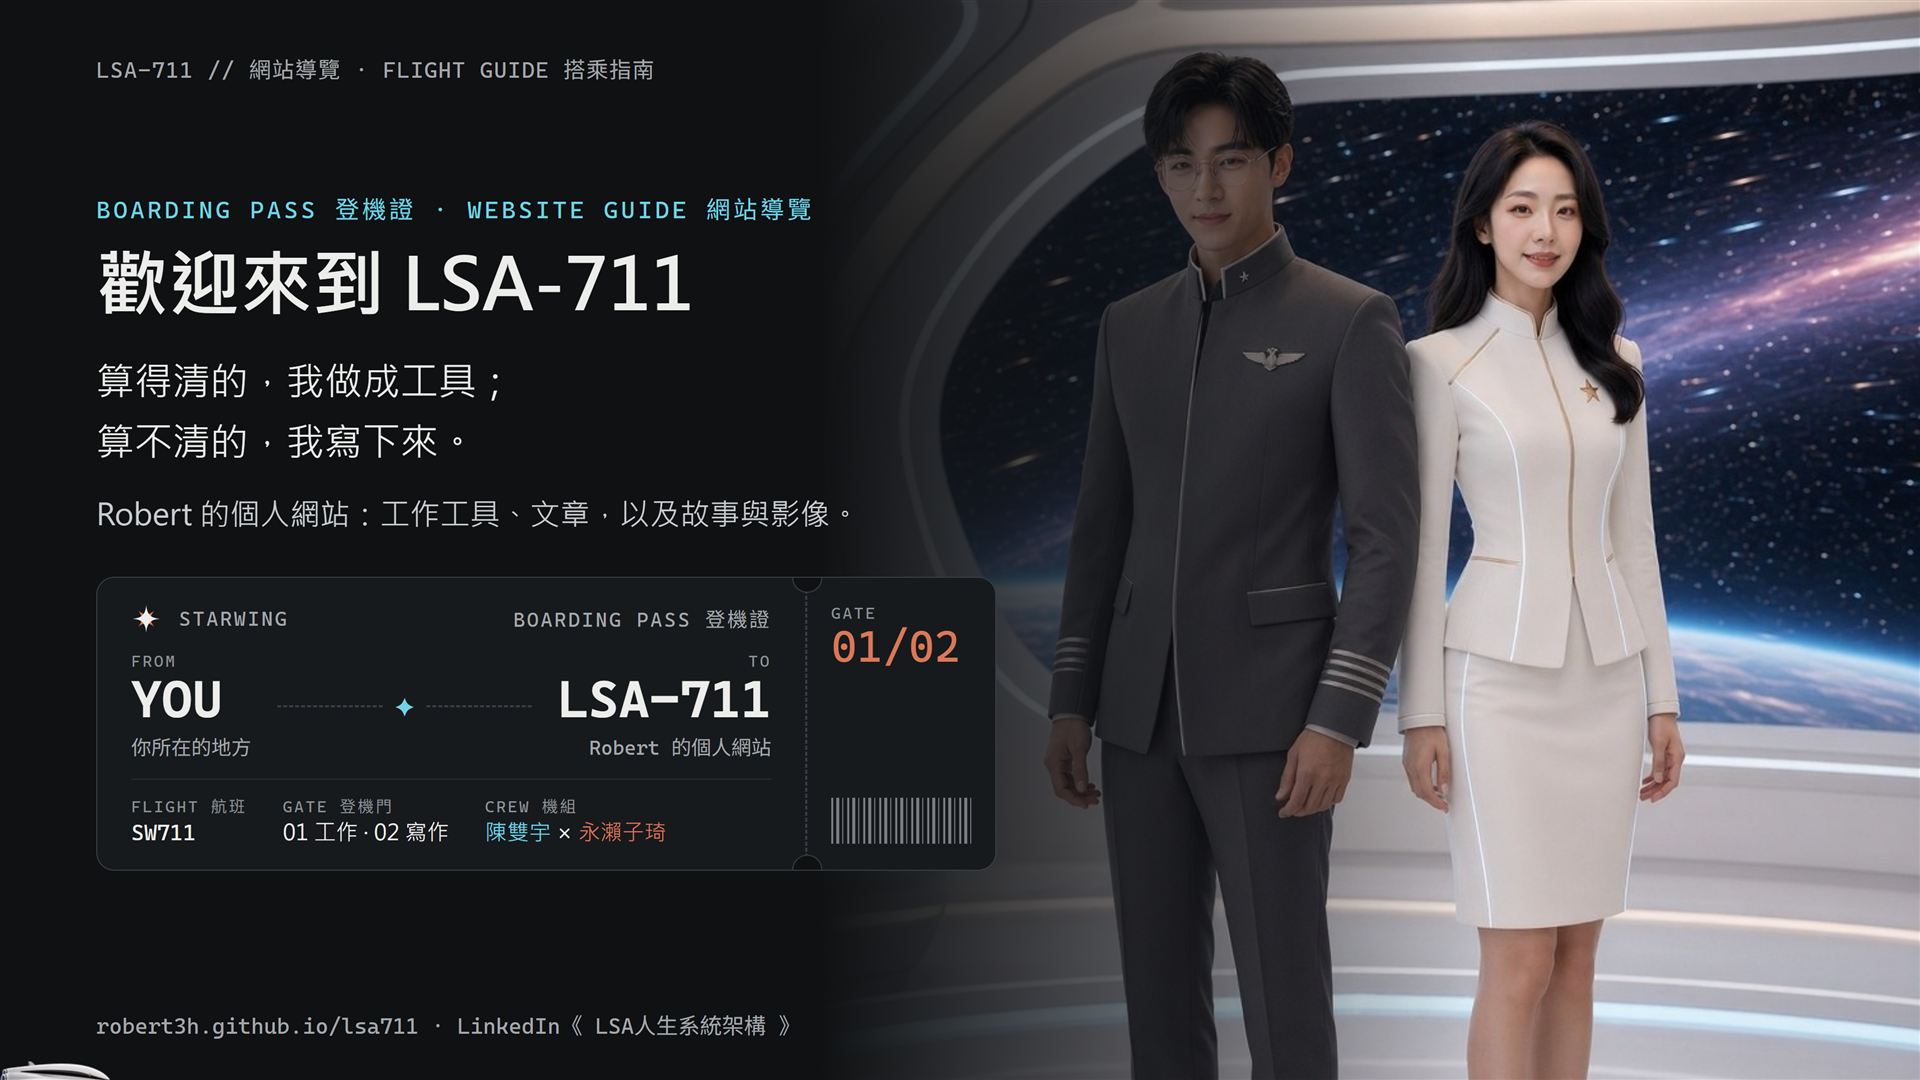 LSA-711 // 網站導覽 · FLIGHT GUIDE 搭乘指南
BOARDING PASS 登機證 · WEBSITE GUIDE 網站導覽
歡迎來到 LSA-711
算得清的，我做成工具；
算不清的，我寫下來。
Robert 的個人網站：工作工具、文章，以及故事與影像。
STARWING
BOARDING PASS 登機證
FROM
TO
YOU
LSA-711
你所在的地方
Robert 的個人網站
FLIGHT 航班
GATE 登機門
CREW 機組
SW711
01 工作·02 寫作
陳雙宇 × 永瀨子琦
GATE
01/02
robert3h.github.io/lsa711 · LinkedIn《 LSA人生系統架構 》